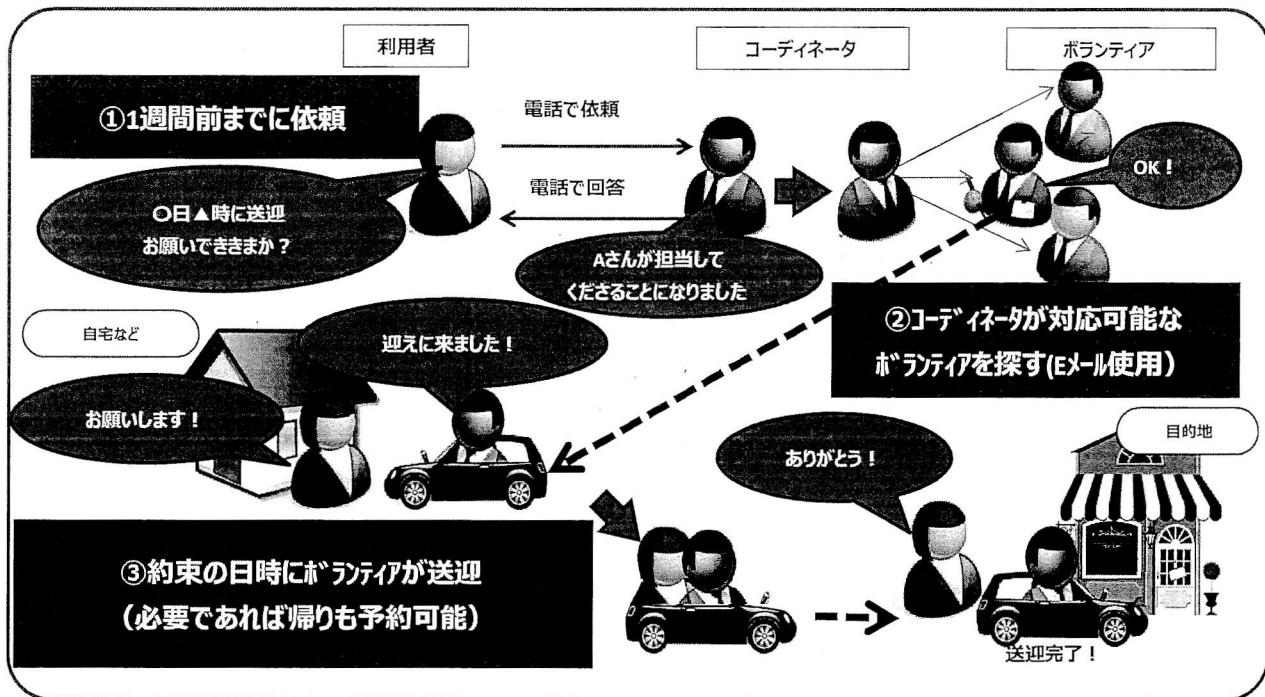 利用者
コーディネータ
ボランティア
①1週間前までに依頼
電話で依頼
電話で回答
OK！
〇日▲時に送迎
お願いでききまか？
Aさんが担当して
くださることになりました
②コーディネータが対応可能な
ボランティアを探す(Eメール使用)
自宅など
迎えに来ました！
お願いします！
ありがとう！
目的地
③約束の日時にボランティアが送迎
（必要であれば帰りも予約可能）
送迎完了！